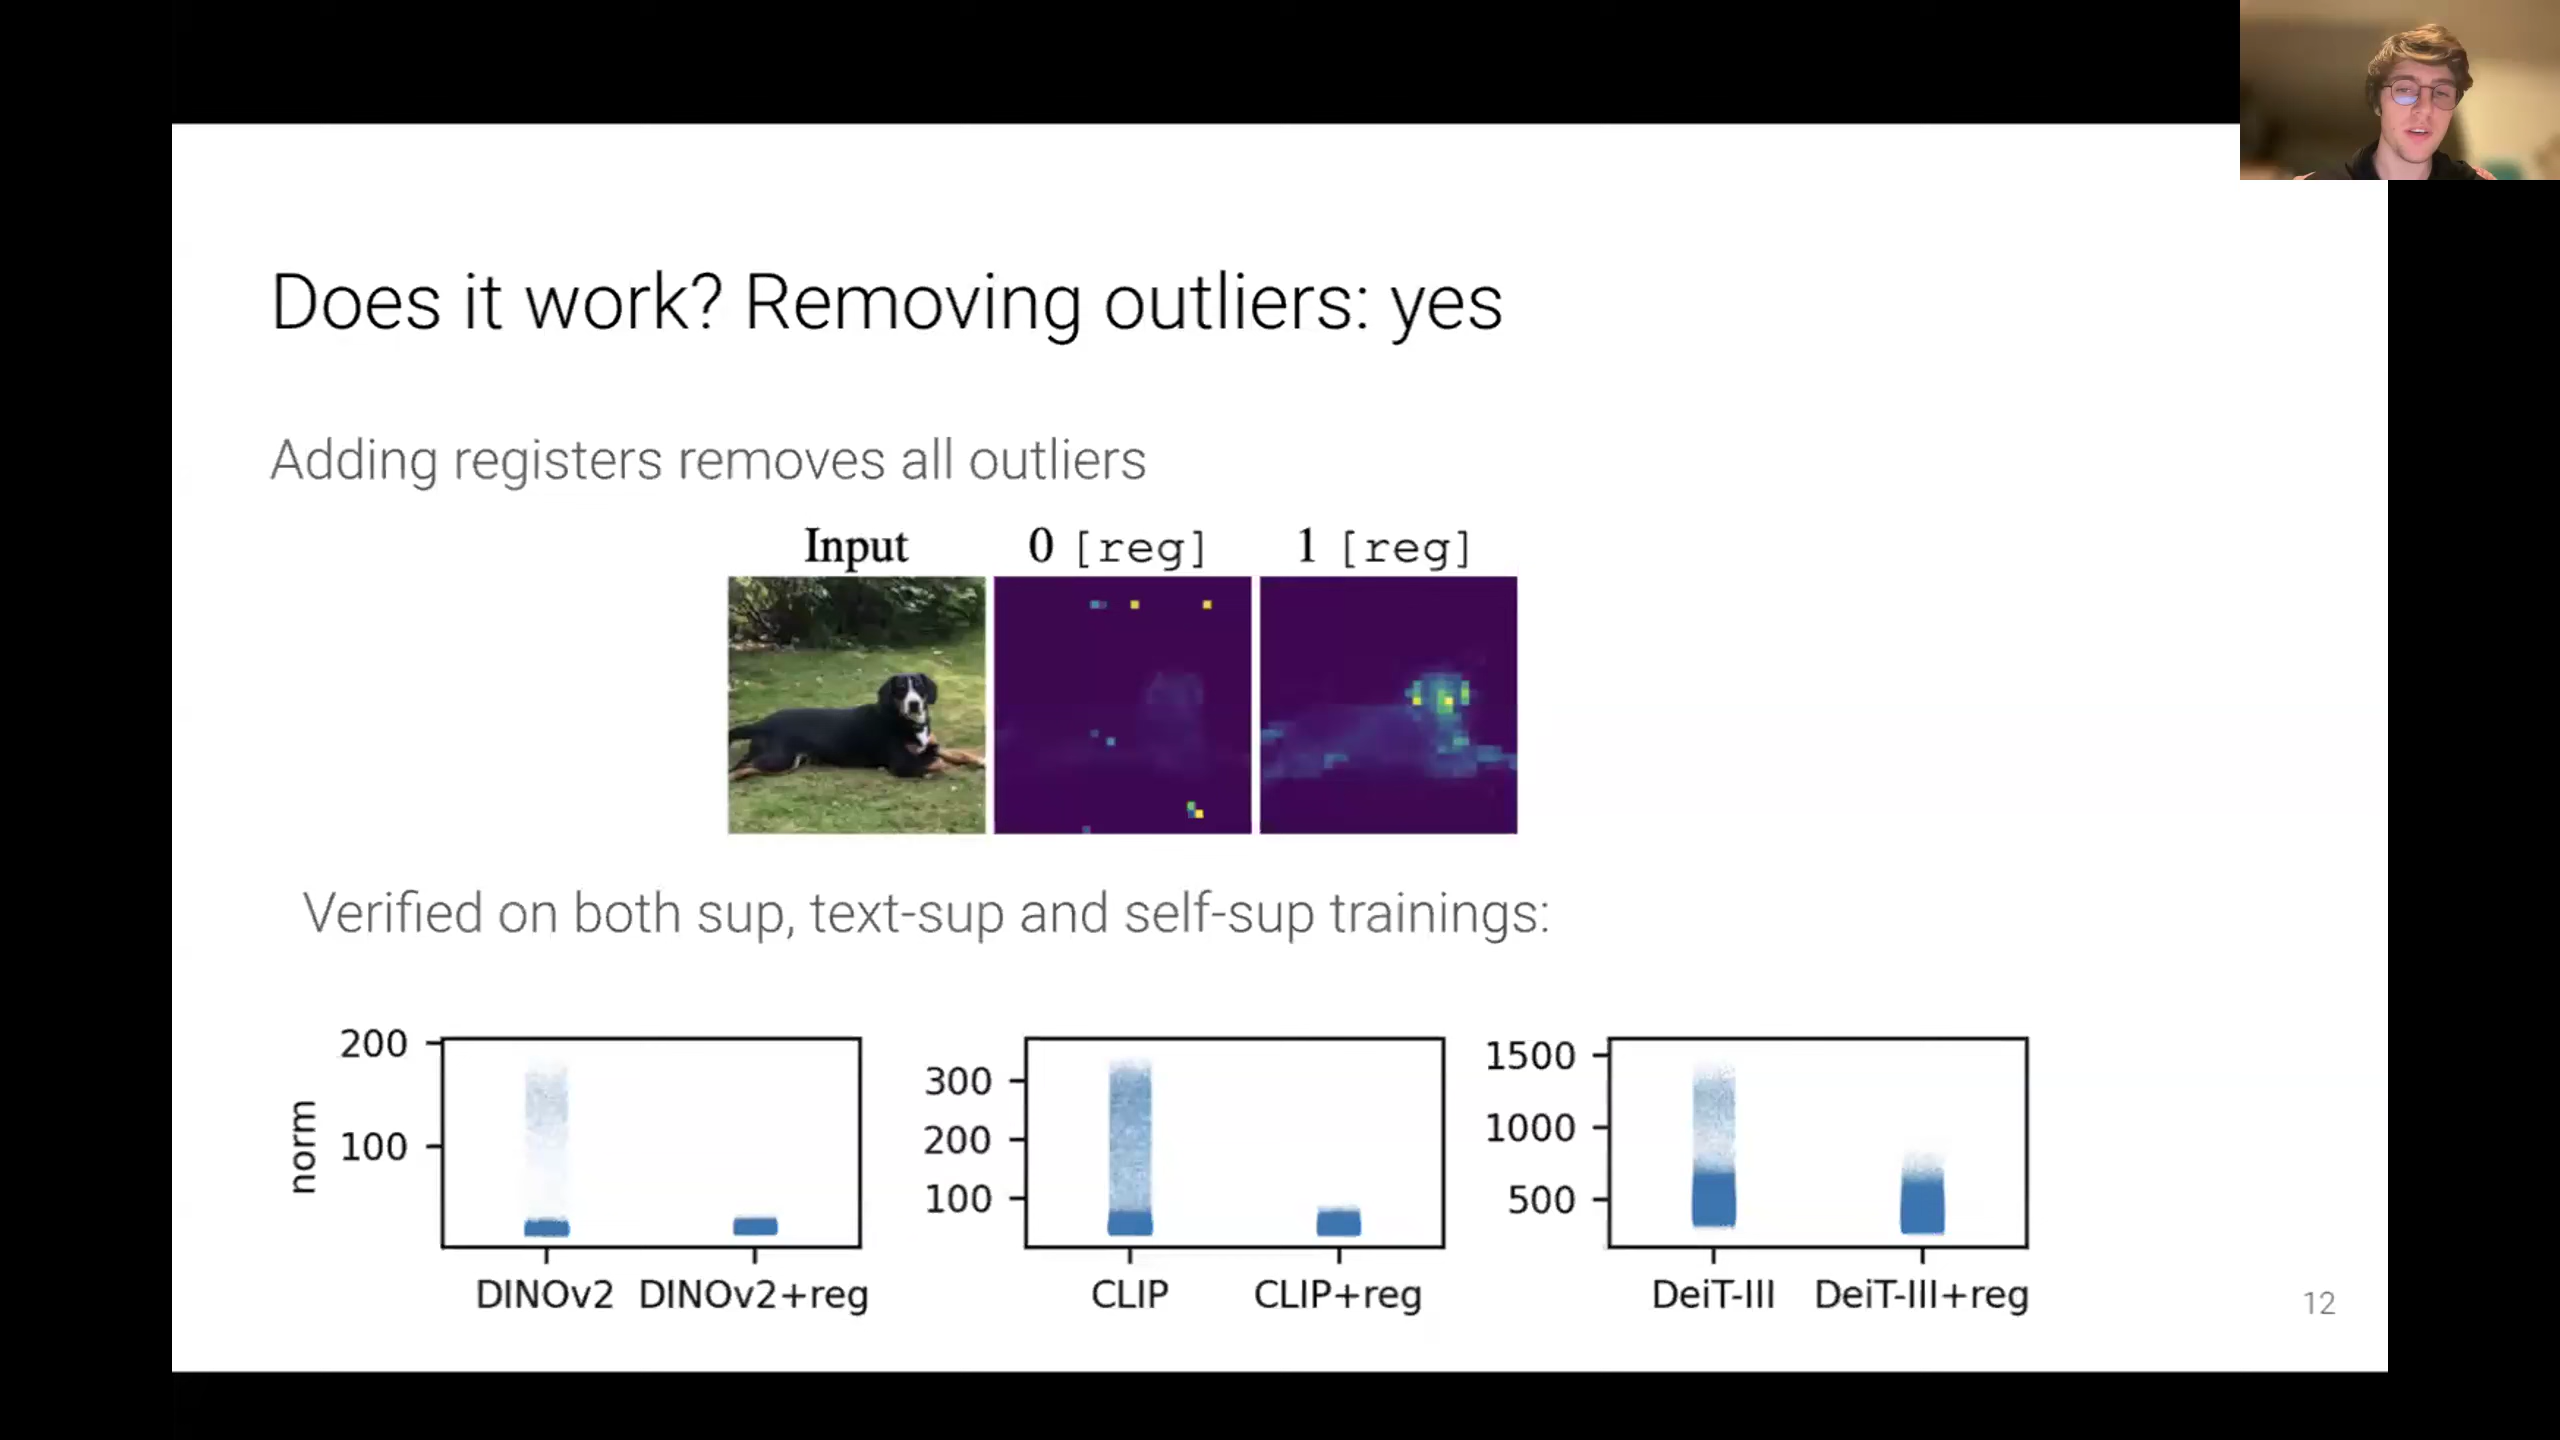 Does it work? Removing outliers: yes
Adding registers removes all outliers
Input 0 [reg] 1 [reg]
Verified on both sup, text-sup and self-sup trainings:
norm
200
100
DINOv2 DINOv2+reg
300
200
100
CLIP CLIP+reg
1500
1000
500
DeiT-III DeiT-III+reg
12